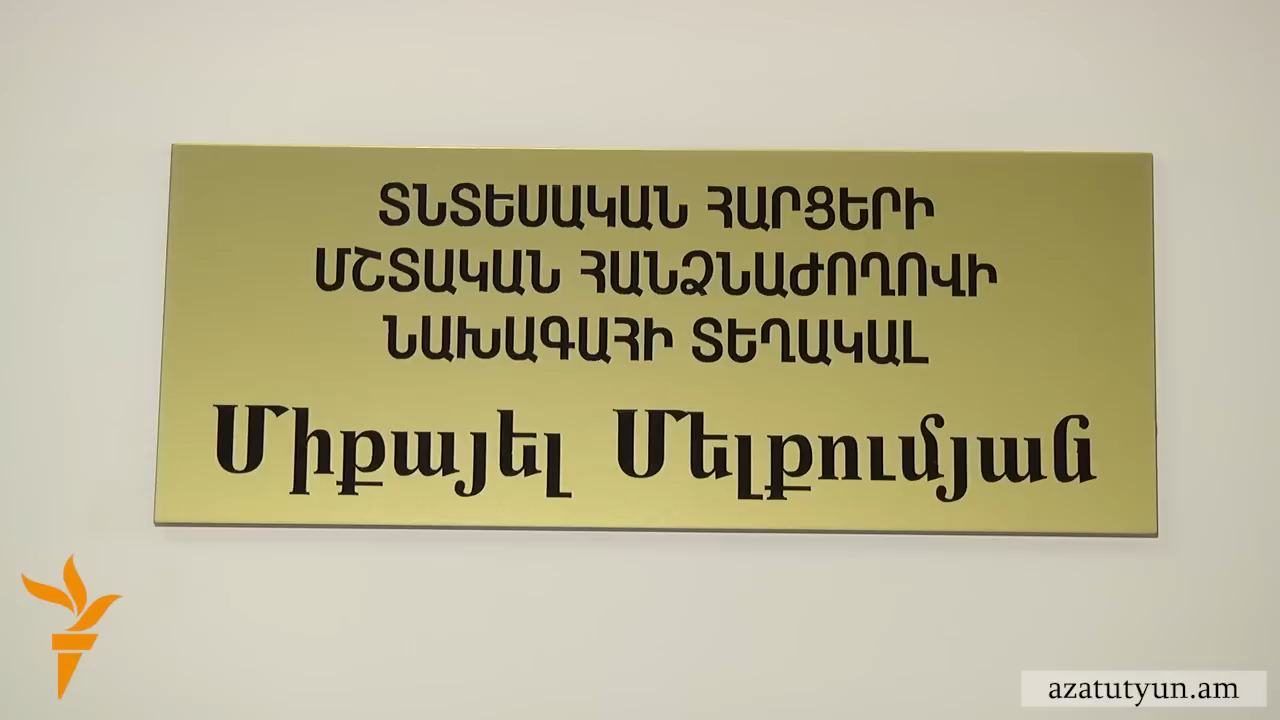 ՏՆՏԵՍԱԿԱՆ ՀԱՐՑԵՐԻ
ՄՇՏԱԿԱՆ ՀԱՆՁՆԱԺՈՂՈՎԻ
ՆԱԽԱԳԱՀԻ ՏԵՂԱԿԱԼ
Միքայել Մելքումյան
azatutyun.am